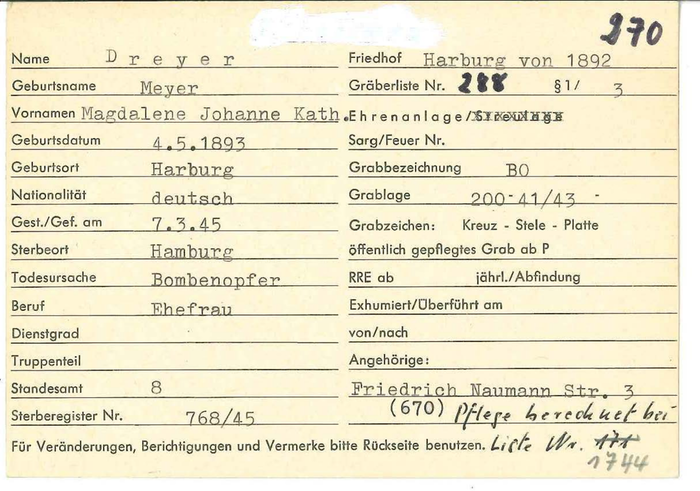 270
Name Dreyer
Geburtsname Meyer
Vornamen Magdalene Johanne Kath.
Geburtsdatum 4.5.1893
Geburtsort Harburg
Nationalität deutsch
Gest./Gef. am 7.3.45
Sterbeort Hamburg
Todesursache Bombenopfer
Beruf Ehefrau
Dienstgrad
Truppenteil
Standesamt 8
Sterberegister Nr. 768/45
Friedhof Harburg von 1892
Gräberliste Nr. 288 §1/ 3
Ehrenanlage/Streulage
Sarg/Feuer Nr.
Grabbezeichnung BO
Grablage 200-41/43 -
Grabzeichen: Kreuz - Stele - Platte
öffentlich gepflegtes Grab ab P
RRE ab jährl./Abfindung
Exhumiert/Überführt am
von/nach
Angehörige:
Friedrich Naumann Str. 3
(670) Pflege berechnet bei
Für Veränderungen, Berichtigungen und Vermerke bitte Rückseite benutzen. Liste Nr. 171
1744